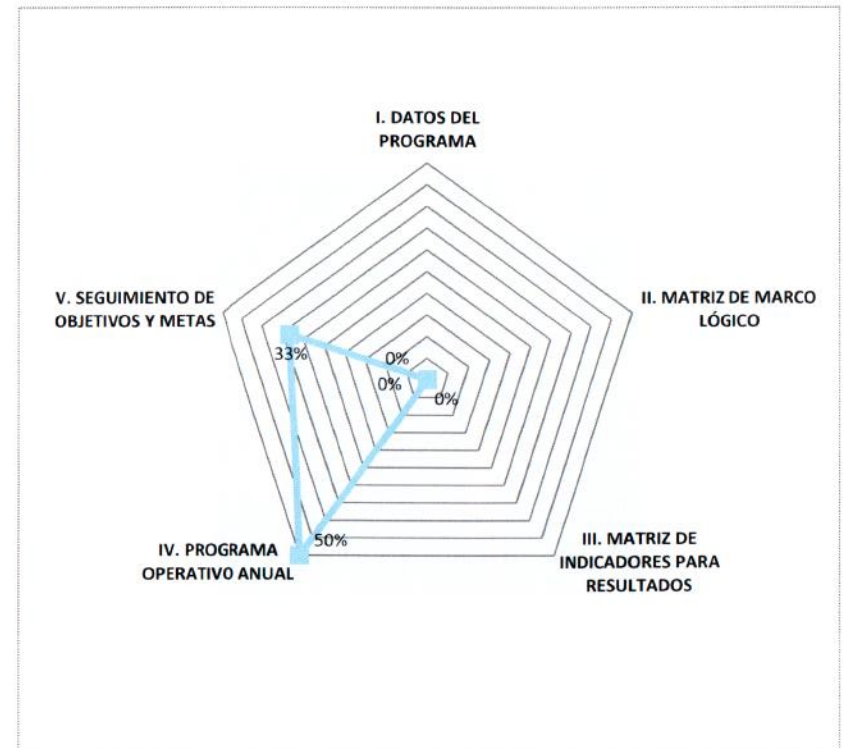 I. DATOS DEL
PROGRAMA
II. MATRIZ DE MARCO
LÓGICO
V. SEGUIMIENTO DE
OBJETIVOS Y METAS
33%
0%
0%
0%
50%
IV. PROGRAMA
OPERATIVO ANUAL
III. MATRIZ DE
INDICADORES PARA
RESULTADOS